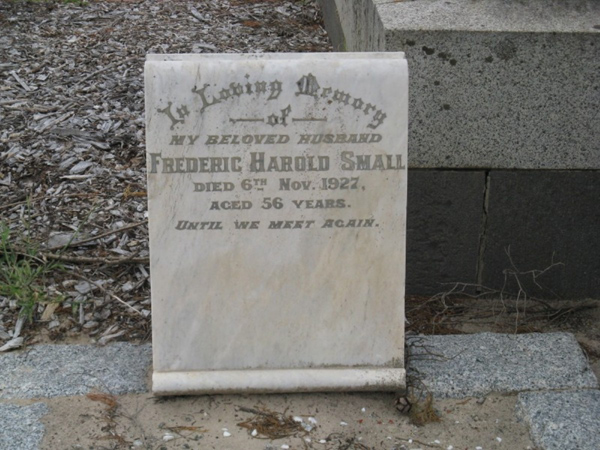 In Loving Memory
of
MY BELOVED HUSBAND
FREDERIC HAROLD SMALL
DIED 6TH NOV. 1927,
AGED 56 YEARS.
UNTIL WE MEET AGAIN.